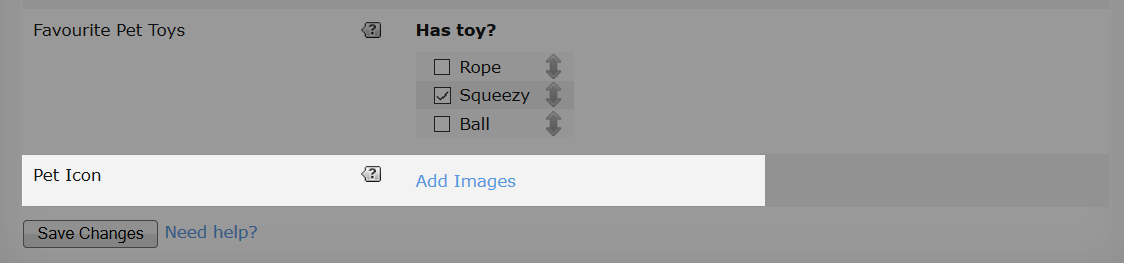 Favourite Pet Toys
?
Has toy?
Rope
Squeezy
Ball
Pet Icon
?
Add Images
Save Changes
Need help?